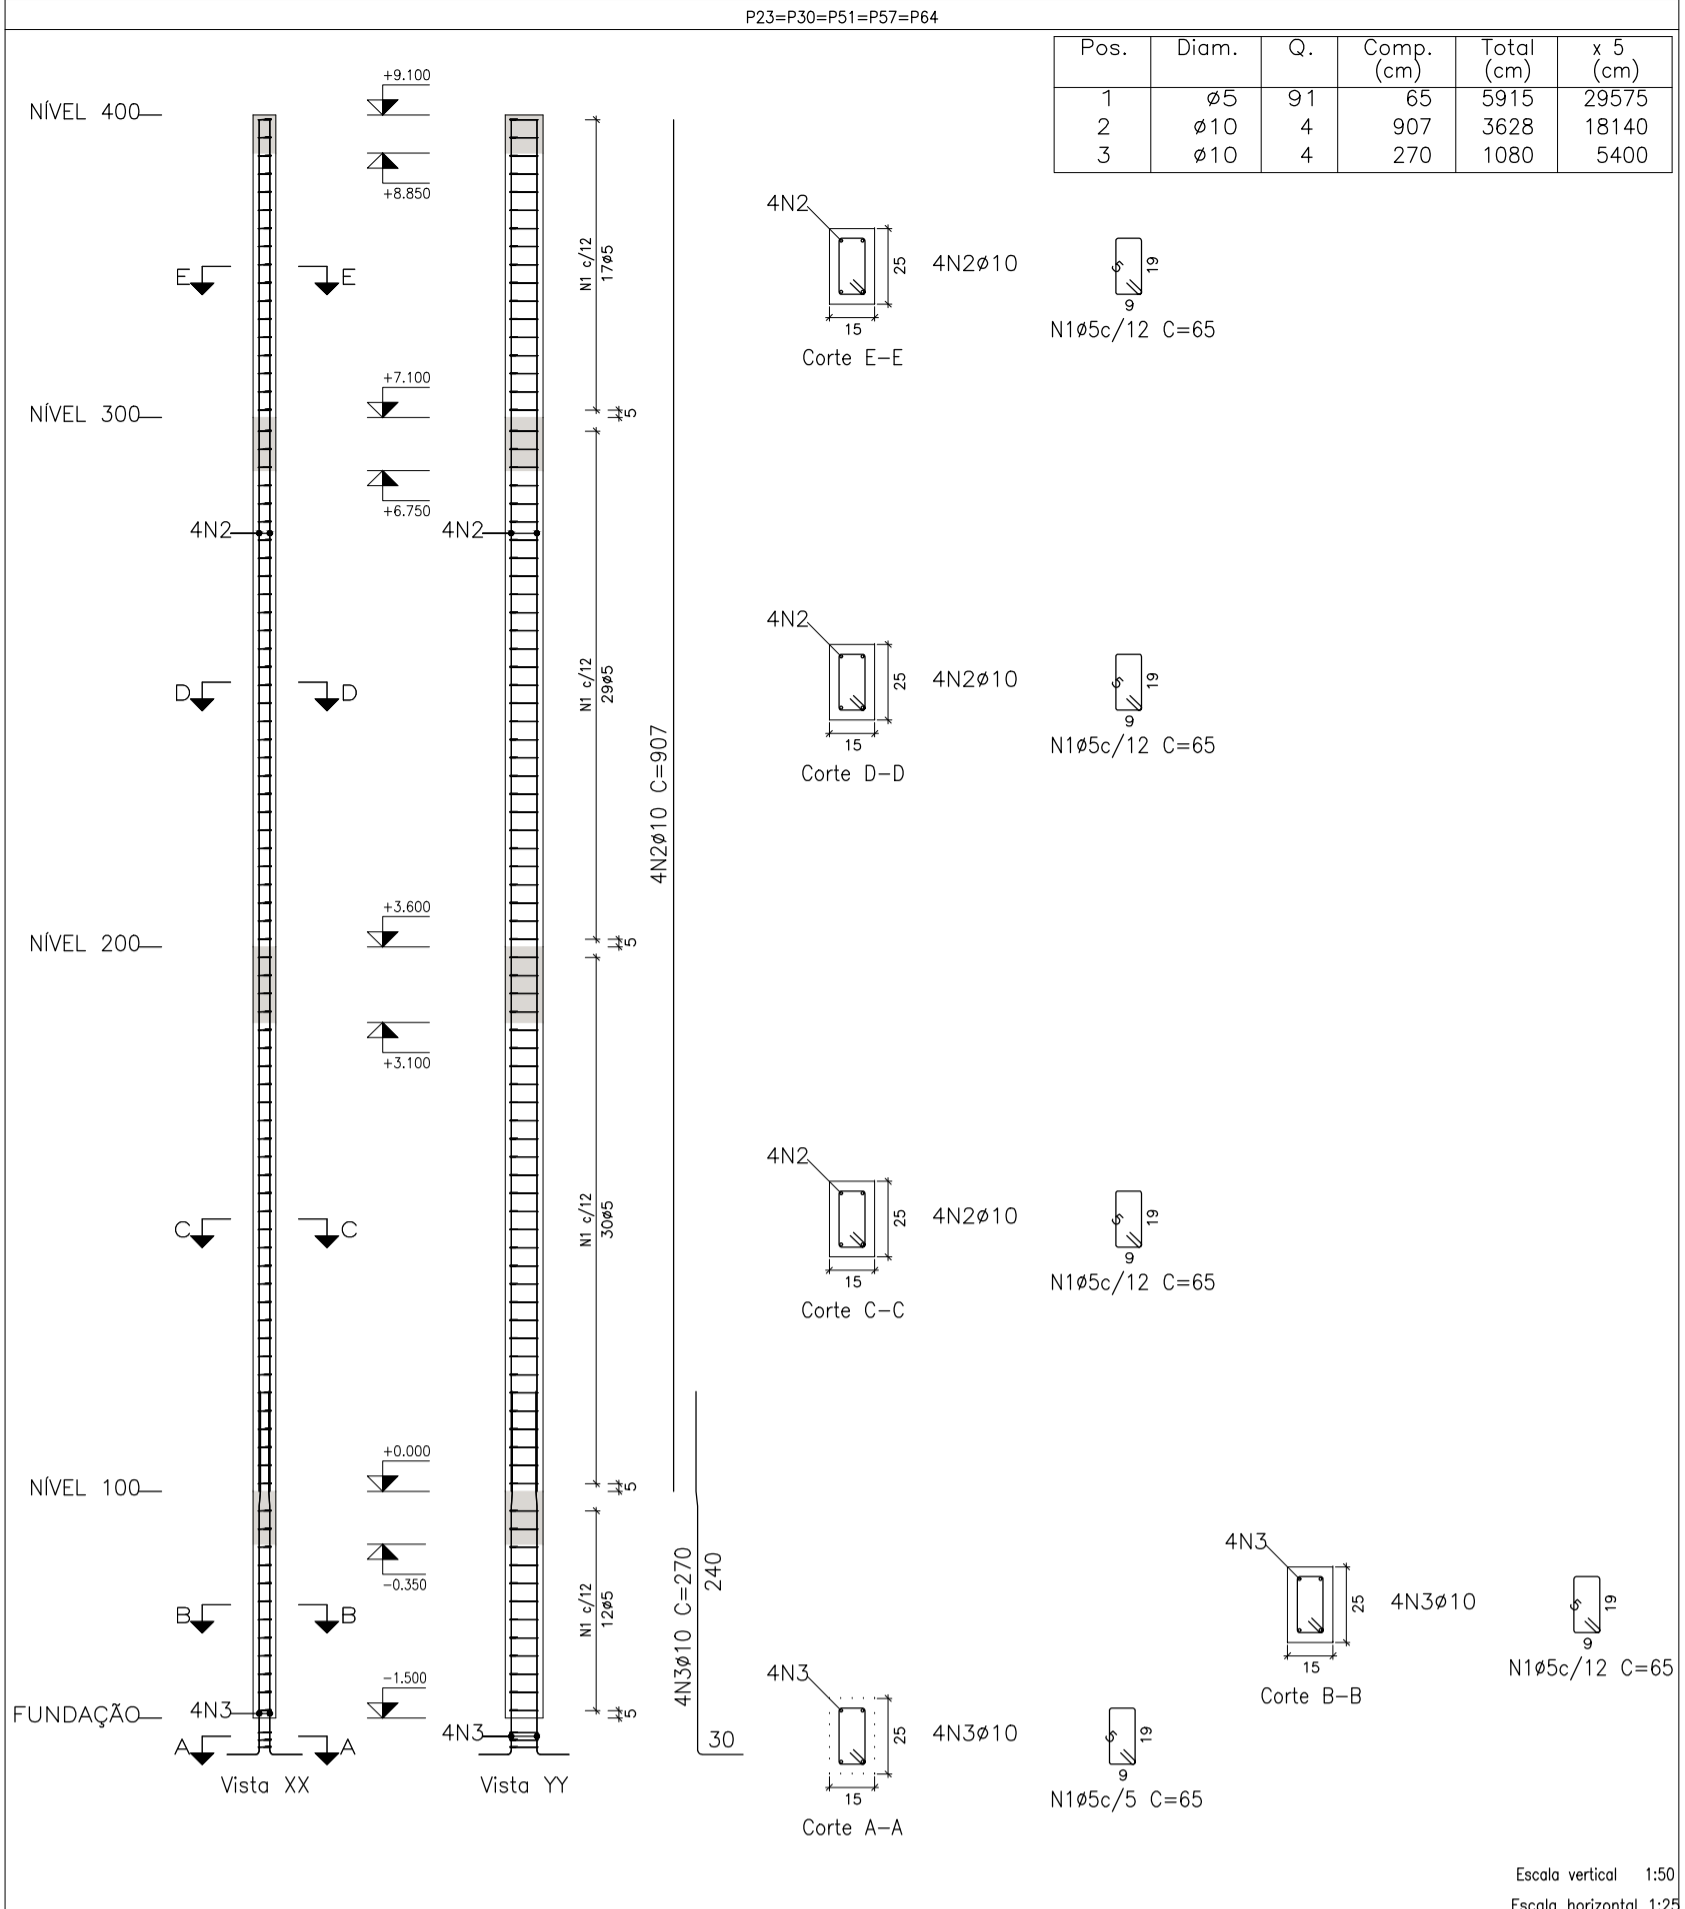 P23=P30=P51=P57=P64
Pos. Diam. Q. Comp. (cm) Total (cm) x 5 (cm)
1 ø5 91 65 5915 29575
2 ø10 4 907 3628 18140
3 ø10 4 270 1080 5400
NÍVEL 400
+9.100
+8.850
E E
N1 c/12
17ø5
4N2
25
15
4N2ø10
Corte E-E
5
19
9
N1ø5c/12 C=65
NÍVEL 300
+7.100
5
+6.750
4N2
4N2
D D
N1 c/12
29ø5
4N2ø10 C=907
4N2
25
15
4N2ø10
Corte D-D
5
19
9
N1ø5c/12 C=65
NÍVEL 200
+3.600
5
+3.100
C C
N1 c/12
30ø5
4N2
25
15
4N2ø10
Corte C-C
5
19
9
N1ø5c/12 C=65
NÍVEL 100
+0.000
5
-0.350
B B
N1 c/12
12ø5
4N3ø10 C=270
240
30
4N3
25
15
4N3ø10
Corte B-B
5
19
9
N1ø5c/12 C=65
FUNDAÇÃO
-1.500
5
4N3
4N3
A A
Vista XX
Vista YY
4N3
25
15
4N3ø10
Corte A-A
5
19
9
N1ø5c/5 C=65
Escala vertical 1:50
Escala horizontal 1:25